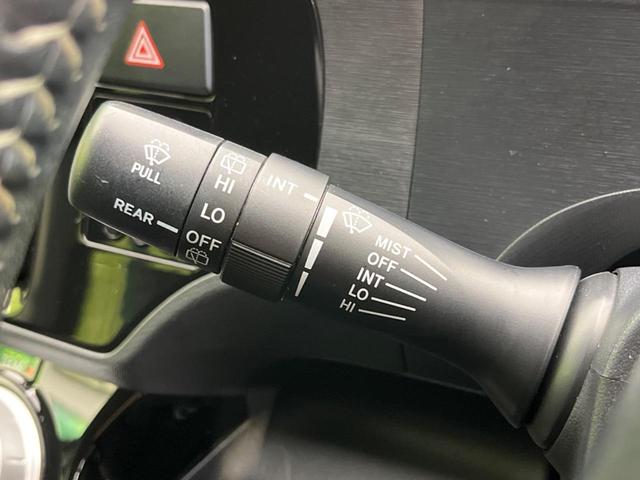 PULL
REAR
HI
LO
OFF
INT
MIST
OFF
INT
LO
HI